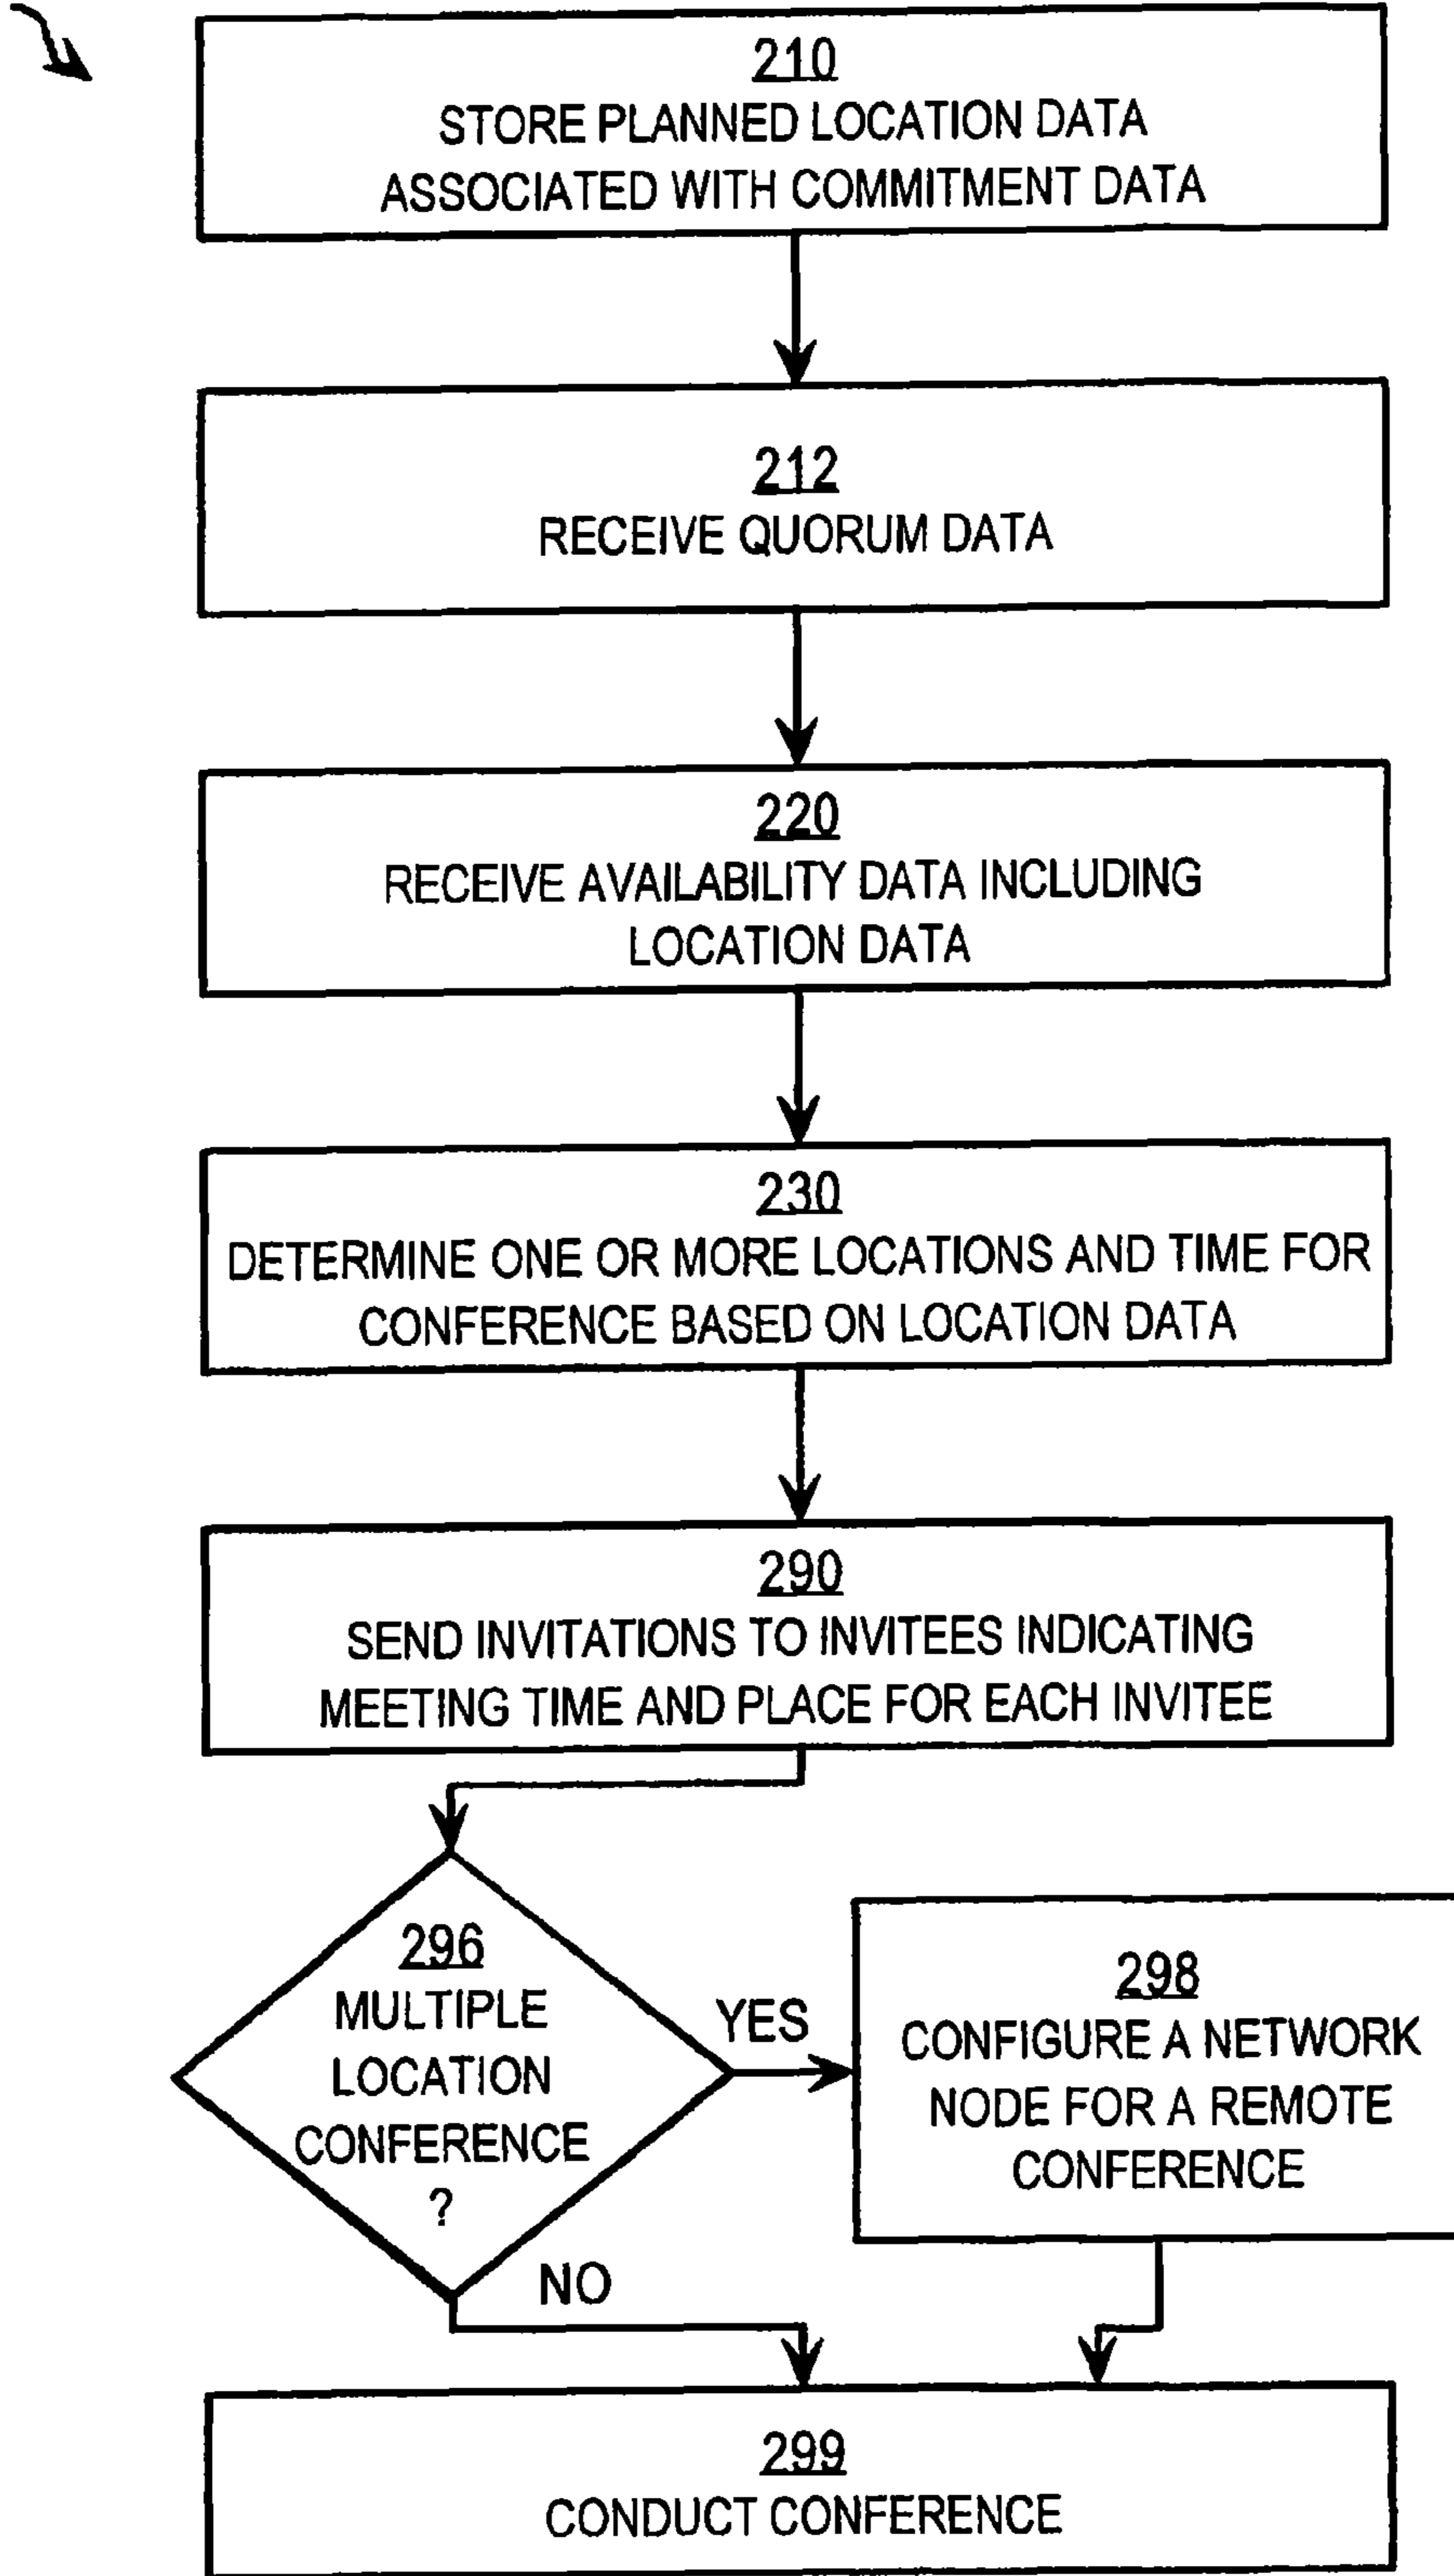 210
STORE PLANNED LOCATION DATA
ASSOCIATED WITH COMMITMENT DATA
212
RECEIVE QUORUM DATA
220
RECEIVE AVAILABILITY DATA INCLUDING
LOCATION DATA
230
DETERMINE ONE OR MORE LOCATIONS AND TIME FOR
CONFERENCE BASED ON LOCATION DATA
290
SEND INVITATIONS TO INVITEES INDICATING
MEETING TIME AND PLACE FOR EACH INVITEE
296
MULTIPLE
LOCATION
CONFERENCE
?
YES
NO
298
CONFIGURE A NETWORK
NODE FOR A REMOTE
CONFERENCE
299
CONDUCT CONFERENCE